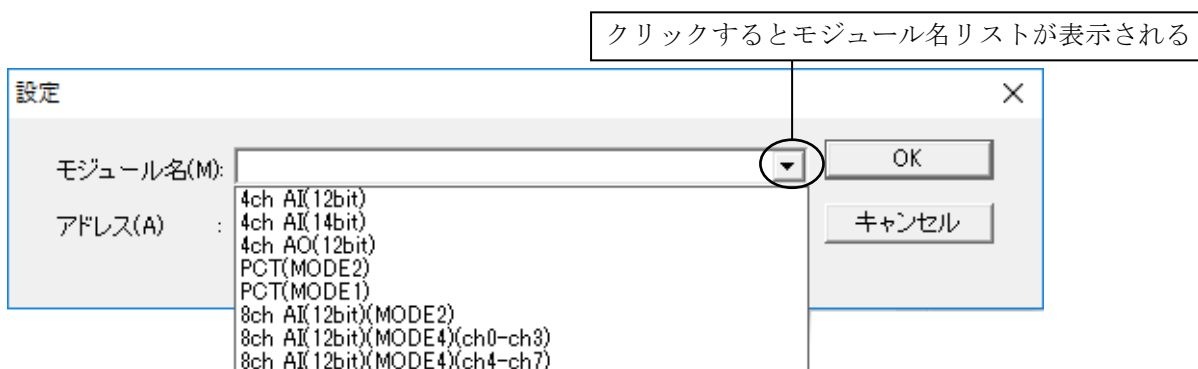 クリックするとモジュール名リストが表示される
設定
モジュール名(M):
OK
4ch AI(12bit)
アドレス(A) :
4ch AI(14bit)
キャンセル
4ch AO(12bit)
PCT(MODE2)
PCT(MODE1)
8ch AI(12bit)(MODE2)
8ch AI(12bit)(MODE4)(ch0-ch3)
8ch AI(12bit)(MODE4)(ch4-ch7)